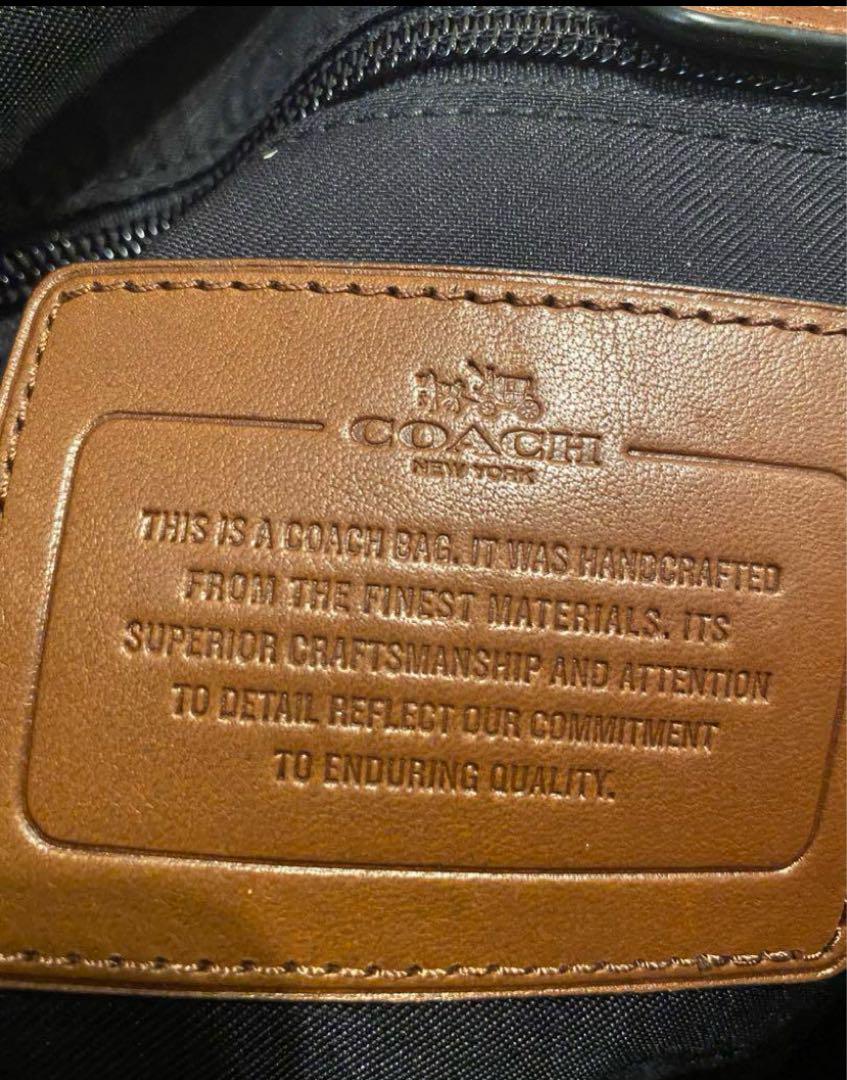 COACH
NEW YORK
THIS IS A COACH BAG. IT WAS HANDCRAFTED
FROM THE FINEST MATERIALS. ITS
SUPERIOR CRAFTSMANSHIP AND ATTENTION
TO DETAIL REFLECT OUR COMMITMENT
TO ENDURING QUALITY.